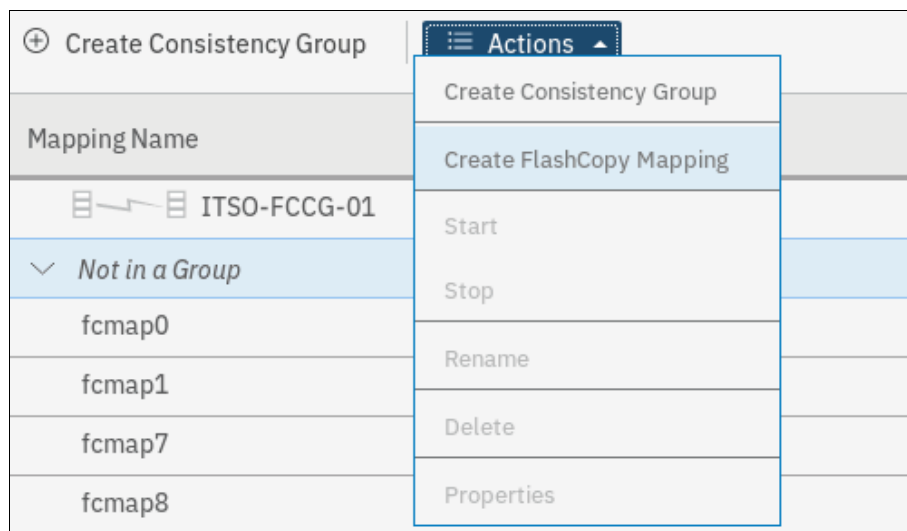 Create Consistency Group
Actions
Create Consistency Group
Mapping Name
Create FlashCopy Mapping
ITSO-FCCG-01
Start
Not in a Group
Stop
fcmap0
Rename
fcmap1
Delete
fcmap7
Properties
fcmap8